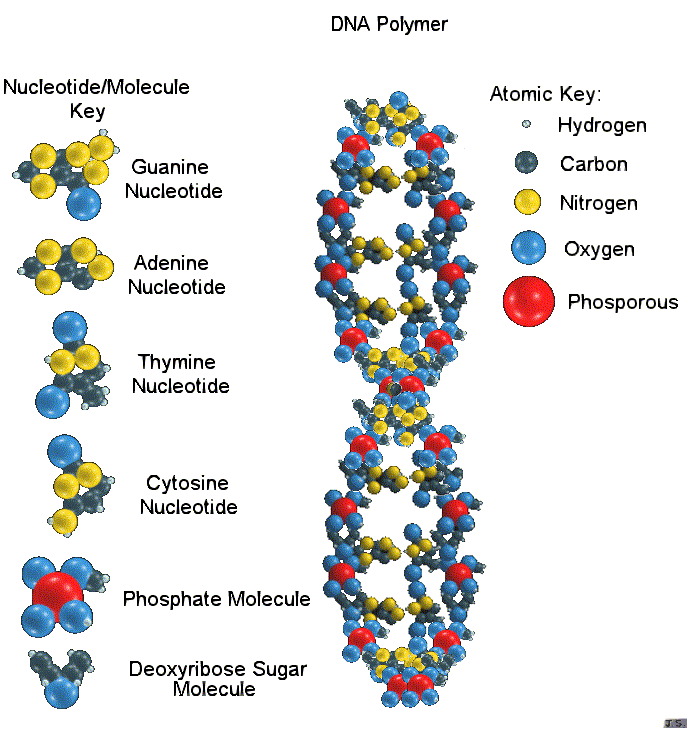 DNA Polymer
Nucleotide/Molecule
Key
Guanine
Nucleotide
Adenine
Nucleotide
Thymine
Nucleotide
Cytosine
Nucleotide
Phosphate Molecule
Deoxyribose Sugar
Molecule
Atomic Key:
Hydrogen
Carbon
Nitrogen
Oxygen
Phosporous
J.S.